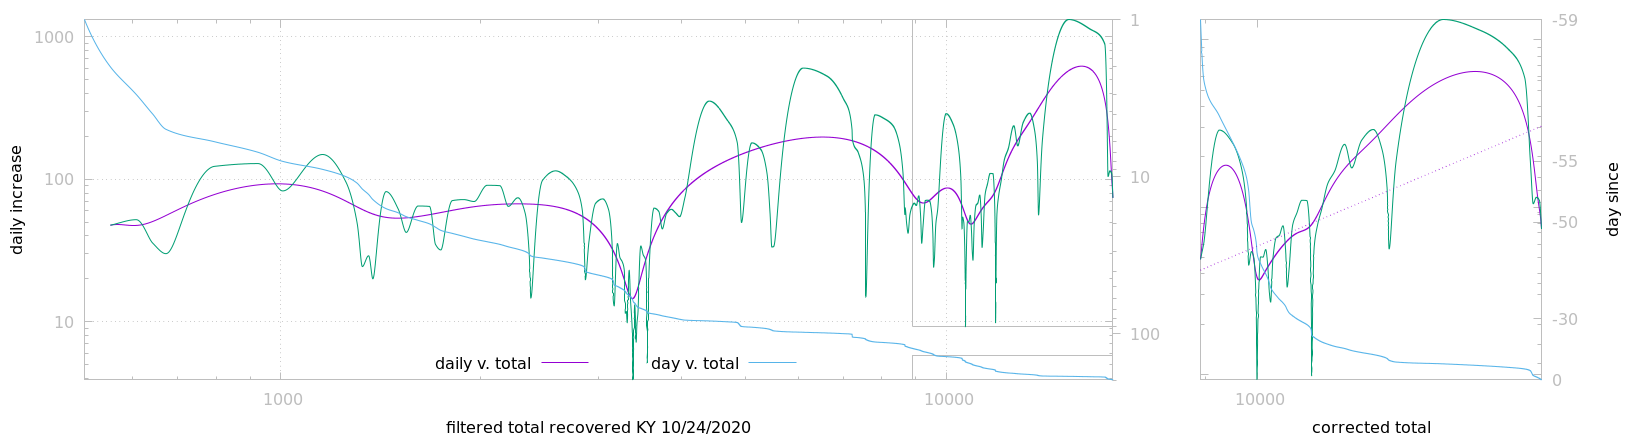 1000
100
10
daily increase
1
10
100
daily v. total
day v. total
1000
10000
filtered total recovered KY 10/24/2020
-59
-55
-50
-30
0
day since
10000
corrected total